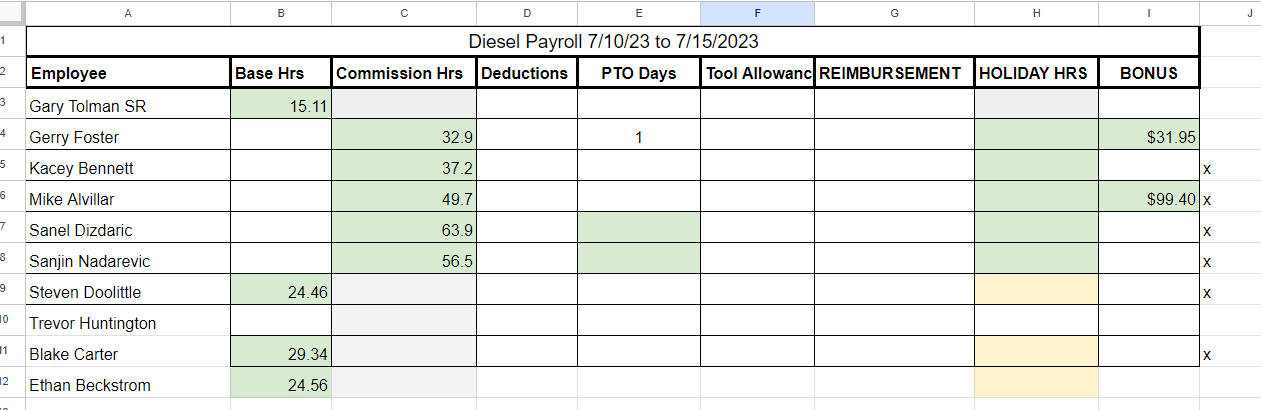 A B C D E F G H I J
1 Diesel Payroll 7/10/23 to 7/15/2023
2 Employee Base Hrs Commission Hrs Deductions PTO Days Tool Allowanc REIMBURSEMENT HOLIDAY HRS BONUS
3 Gary Tolman SR 15.11
4 Gerry Foster 32.9 1 $31.95
5 Kacey Bennett 37.2 x
6 Mike Alvillar 49.7 $99.40 x
7 Sanel Dizdaric 63.9 x
8 Sanjin Nadarevic 56.5 x
9 Steven Doolittle 24.46 x
10 Trevor Huntington
11 Blake Carter 29.34 x
12 Ethan Beckstrom 24.56